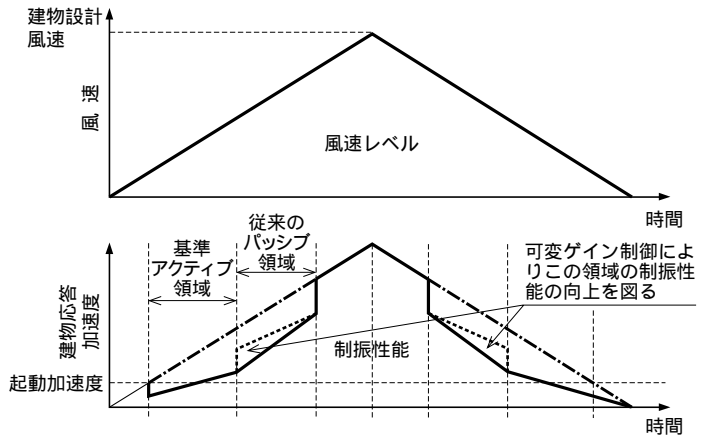 建物設計
風速
風速
風速レベル
時間
従来の
パッシブ
領域
基準
アクティブ
領域
可変ゲイン制御によ
りこの領域の制振性
能の向上を図る
建物応答
加速度
制振性能
起動加速度
時間